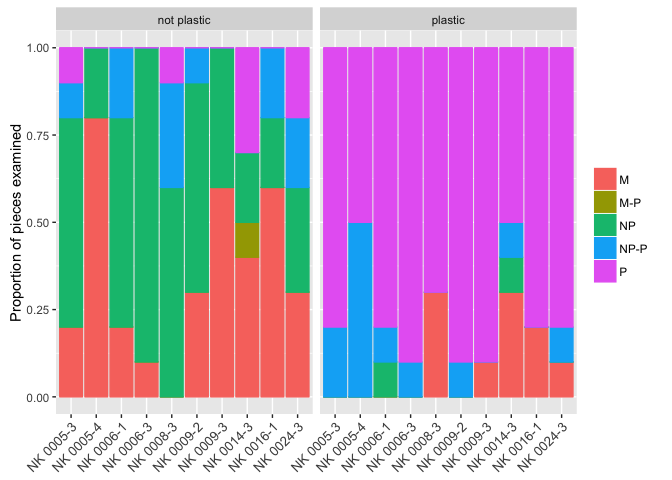 not plastic
plastic
Proportion of pieces examined
1.00
0.75
0.50
0.25
0.00
NK 0005-3
NK 0005-4
NK 0006-1
NK 0006-3
NK 0008-3
NK 0009-2
NK 0009-3
NK 0014-3
NK 0016-1
NK 0024-3
NK 0005-3
NK 0005-4
NK 0006-1
NK 0006-3
NK 0008-3
NK 0009-2
NK 0009-3
NK 0014-3
NK 0016-1
NK 0024-3
M
M-P
NP
NP-P
P